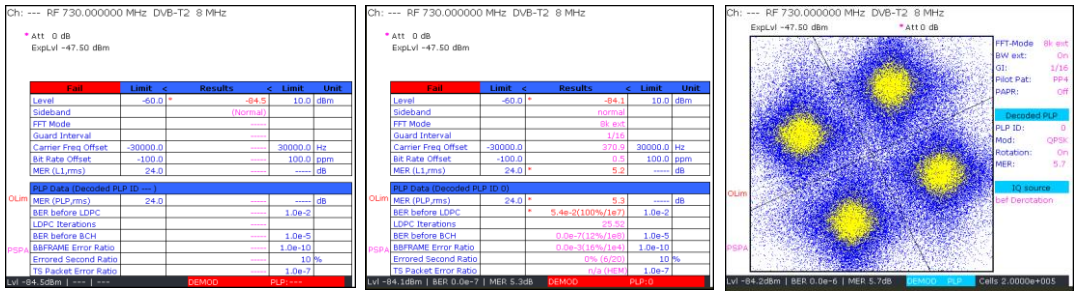 Ch: --- RF 730.000000 MHz DVB-T2 8 MHz
* Att 0 dB
ExpLvl -47.50 dBm
Fail Limit < Results < Limit Unit
Level -60.0 * -84.5 10.0 dBm
Sideband (Normal)
FFT Mode -----
Guard Interval -----
Carrier Freq Offset -30000.0 ----- 30000.0 Hz
Bit Rate Offset -100.0 ----- 100.0 ppm
MER (L1,rms) 24.0 ----- ----- dB
PLP Data (Decoded PLP ID --- )
OLim
MER (PLP,rms) 24.0 ----- ----- dB
BER before LDPC ----- 1.0e-2
LDPC Iterations -----
BER before BCH ----- 1.0e-5
PSPA
BBFRAME Error Ratio ----- 1.0e-10
Errored Second Ratio ----- 10 %
TS Packet Error Ratio ----- 1.0e-7
Lvl -84.5dBm | --- | --- DEMOD PLP:---
Ch: --- RF 730.000000 MHz DVB-T2 8 MHz
* Att 0 dB
ExpLvl -47.50 dBm
Fail Limit < Results < Limit Unit
Level -60.0 * -84.1 10.0 dBm
Sideband normal
FFT Mode 8k ext
Guard Interval 1/16
Carrier Freq Offset -30000.0 370.9 30000.0 Hz
Bit Rate Offset -100.0 0.5 100.0 ppm
MER (L1,rms) 24.0 * 5.2 ----- dB
PLP Data (Decoded PLP ID 0)
OLim
MER (PLP,rms) 24.0 * 5.3 ----- dB
BER before LDPC * 5.4e-2(100%/1e7) 1.0e-2
LDPC Iterations 25.52
BER before BCH 0.0e-7(12%/1e8) 1.0e-5
PSPA
BBFRAME Error Ratio 0.0e-3(16%/1e4) 1.0e-10
Errored Second Ratio 0% (6/20) 10 %
TS Packet Error Ratio n/a (HEM) 1.0e-7
Lvl -84.1dBm | BER 0.0e-7 | MER 5.3dB DEMOD PLP:0
Ch: --- RF 730.000000 MHz DVB-T2 8 MHz
ExpLvl -47.50 dBm * Att 0 dB
FFT-Mode 8k ext
BW ext: On
GI: 1/16
Pilot Pat: PP4
PAPR: Off
Decoded PLP
PLP ID: 0
Mod: QPSK
Rotation: On
MER: 5.7
OLim
IQ source
bef Derotation
PSPA
Lvl -84.2dBm | BER 0.0e-6 | MER 5.7dB DEMOD PLP Cells 2.0000e+005